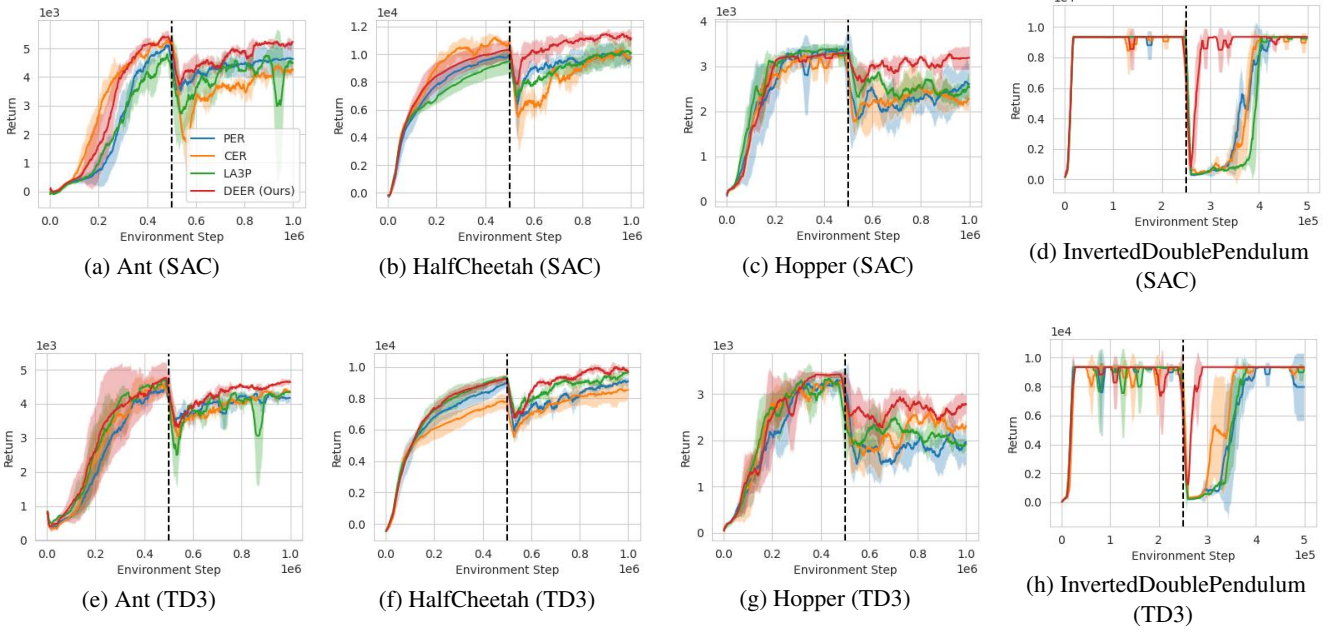 1e3
5
4
3
2
1
0
Return
PER
CER
LA3P
DEER (Ours)
0.0 0.2 0.4 0.6 0.8 1.0
Environment Step
1e6
(a) Ant (SAC)
1e4
1.2
1.0
0.8
0.6
0.4
0.2
0.0
Return
0.0 0.2 0.4 0.6 0.8 1.0
Environment Step
1e6
(b) HalfCheetah (SAC)
1e3
4
3
2
1
0
Return
0.0 0.2 0.4 0.6 0.8 1.0
Environment Step
1e6
(c) Hopper (SAC)
1.0
0.8
0.6
0.4
0.2
0.0
Return
0 1 2 3 4 5
Environment Step
1e5
(d) InvertedDoublePendulum
(SAC)
1e3
5
4
3
2
1
0
Return
0.0 0.2 0.4 0.6 0.8 1.0
Environment Step
1e6
(e) Ant (TD3)
1e4
1.2
1.0
0.8
0.6
0.4
0.2
0.0
Return
0.0 0.2 0.4 0.6 0.8 1.0
Environment Step
1e6
(f) HalfCheetah (TD3)
1e3
3
2
1
0
Return
0.0 0.2 0.4 0.6 0.8 1.0
Environment Step
1e6
(g) Hopper (TD3)
1e4
1.0
0.8
0.6
0.4
0.2
0.0
Return
0 1 2 3 4 5
Environment Step
1e5
(h) InvertedDoublePendulum
(TD3)